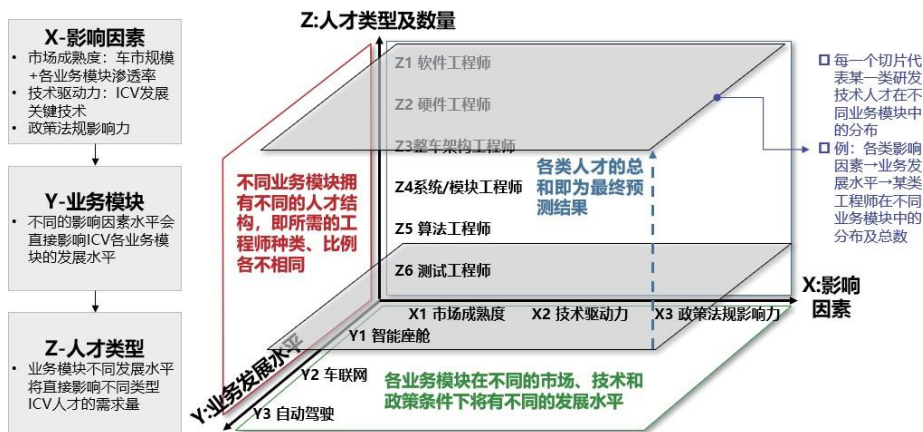 X-影响因素
• 市场成熟度：车市规模
+各业务模块渗透率
• 技术驱动力：ICV发展
关键技术
• 政策法规影响力
Y-业务模块
• 不同的影响因素水平会
直接影响ICV各业务模
块的发展水平
Z-人才类型
• 业务模块不同发展水平
将直接影响不同类型
ICV人才的需求量
Z:人才类型及数量
Z1 软件工程师
Z2 硬件工程师
Z3整车架构工程师
Z4系统/模块工程师
Z5 算法工程师
Z6 测试工程师
不同业务模块拥
有不同的人才结
构，即所需的工
程师种类、比例
各不相同
各类人才的总
和即为最终预
测结果
X:影响
因素
X1 市场成熟度
X2 技术驱动力
X3 政策法规影响力
Y:业务发展水平
Y1 智能座舱
Y2 车联网
Y3 自动驾驶
各业务模块在不同的市场、技术和
政策条件下将有不同的发展水平
每一个切片代
表某一类研发
技术人才在不
同业务模块中
的分布
例：各类影响
因素→业务发
展水平→某类
工程师在不同
业务模块中的
分布及总数